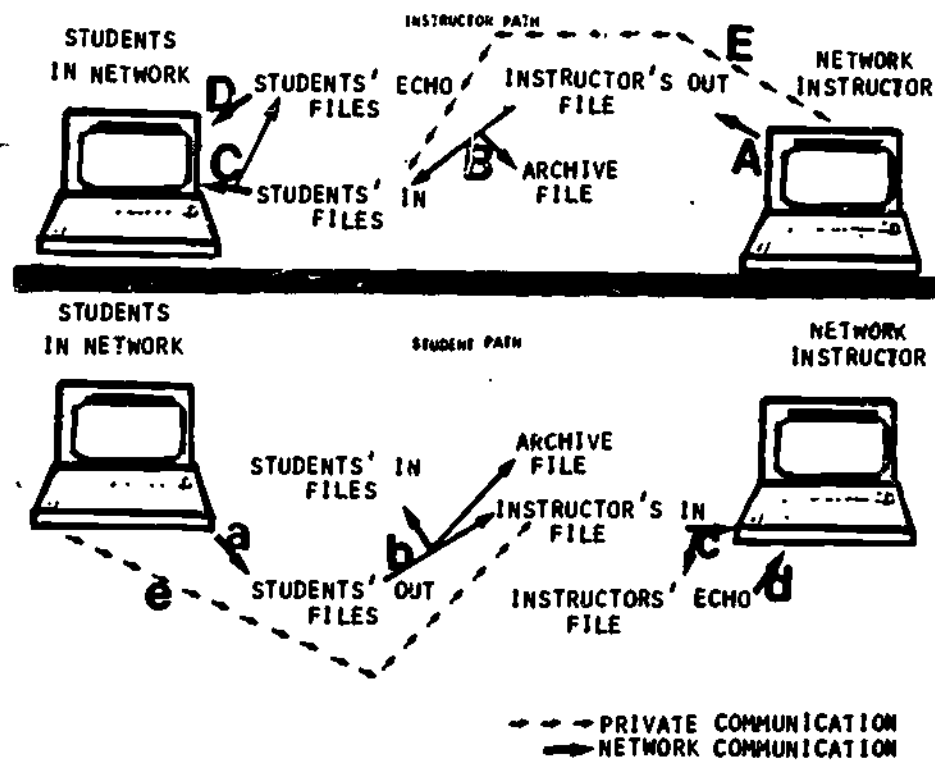 INSTRUCTOR PATH
STUDENTS
IN NETWORK
E
NETWORK
INSTRUCTOR
D
STUDENTS' ECHO
FILES
INSTRUCTOR'S OUT
FILE
C
B
A
ARCHIVE
FILE
STUDENTS' IN
FILES
STUDENTS
IN NETWORK
STUDENT PATH
NETWORK
INSTRUCTOR
ARCHIVE
FILE
STUDENTS' IN
FILES
INSTRUCTOR'S IN
FILE
a
b
c
STUDENTS' OUT
FILES
e
INSTRUCTORS' ECHO
FILE
d
PRIVATE COMMUNICATION
NETWORK COMMUNICATION